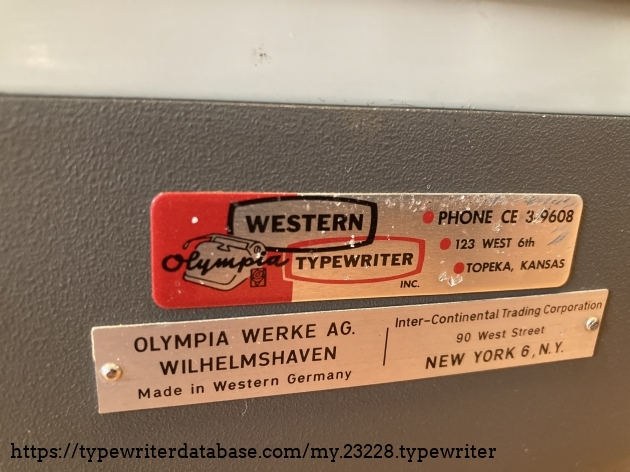 WESTERN
Olympia TYPEWRITER
INC.
PHONE CE 3-9608
123 WEST 6th
TOPEKA, KANSAS
OLYMPIA WERKE AG.
WILHELMSHAVEN
Made in Western Germany
Inter-Continental Trading Corporation
90 West Street
NEW YORK 6, N.Y.
https://typewriterdatabase.com/my.23228.typewriter